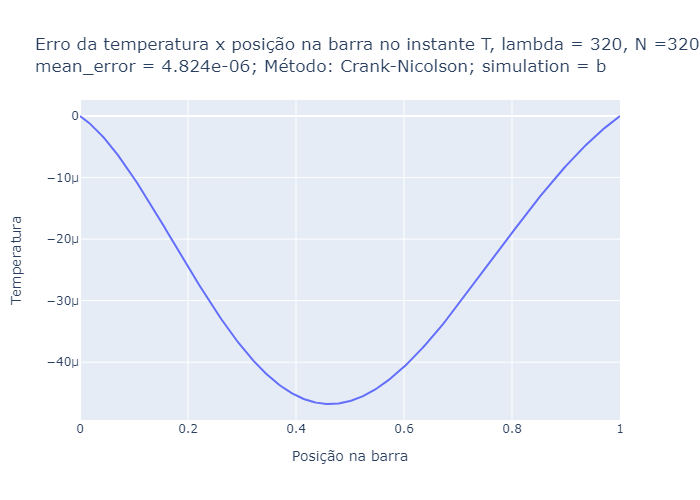 Erro da temperatura x posição na barra no instante T, lambda = 320, N =320
mean_error = 4.824e-06; Método: Crank-Nicolson; simulation = b
0
−10µ
−20µ
−30µ
−40µ
Temperatura
0
0.2
0.4
0.6
0.8
1
Posição na barra